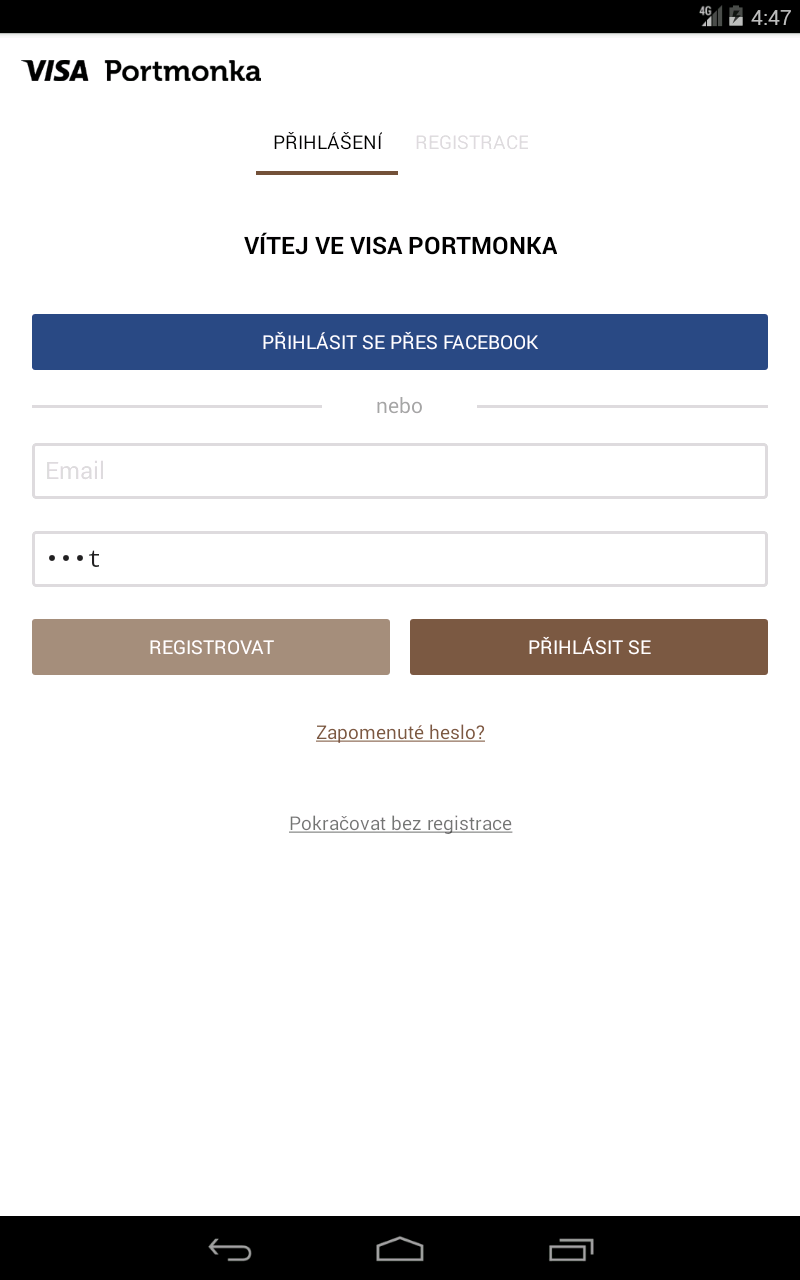 4G 4:47
VISA Portmonka
PŘIHLÁŠENÍ REGISTRACE
VÍTEJ VE VISA PORTMONKA
PŘIHLÁSIT SE PŘES FACEBOOK
nebo
Email
•••t
REGISTROVAT PŘIHLÁSIT SE
Zapomenuté heslo?
Pokračovat bez registrace